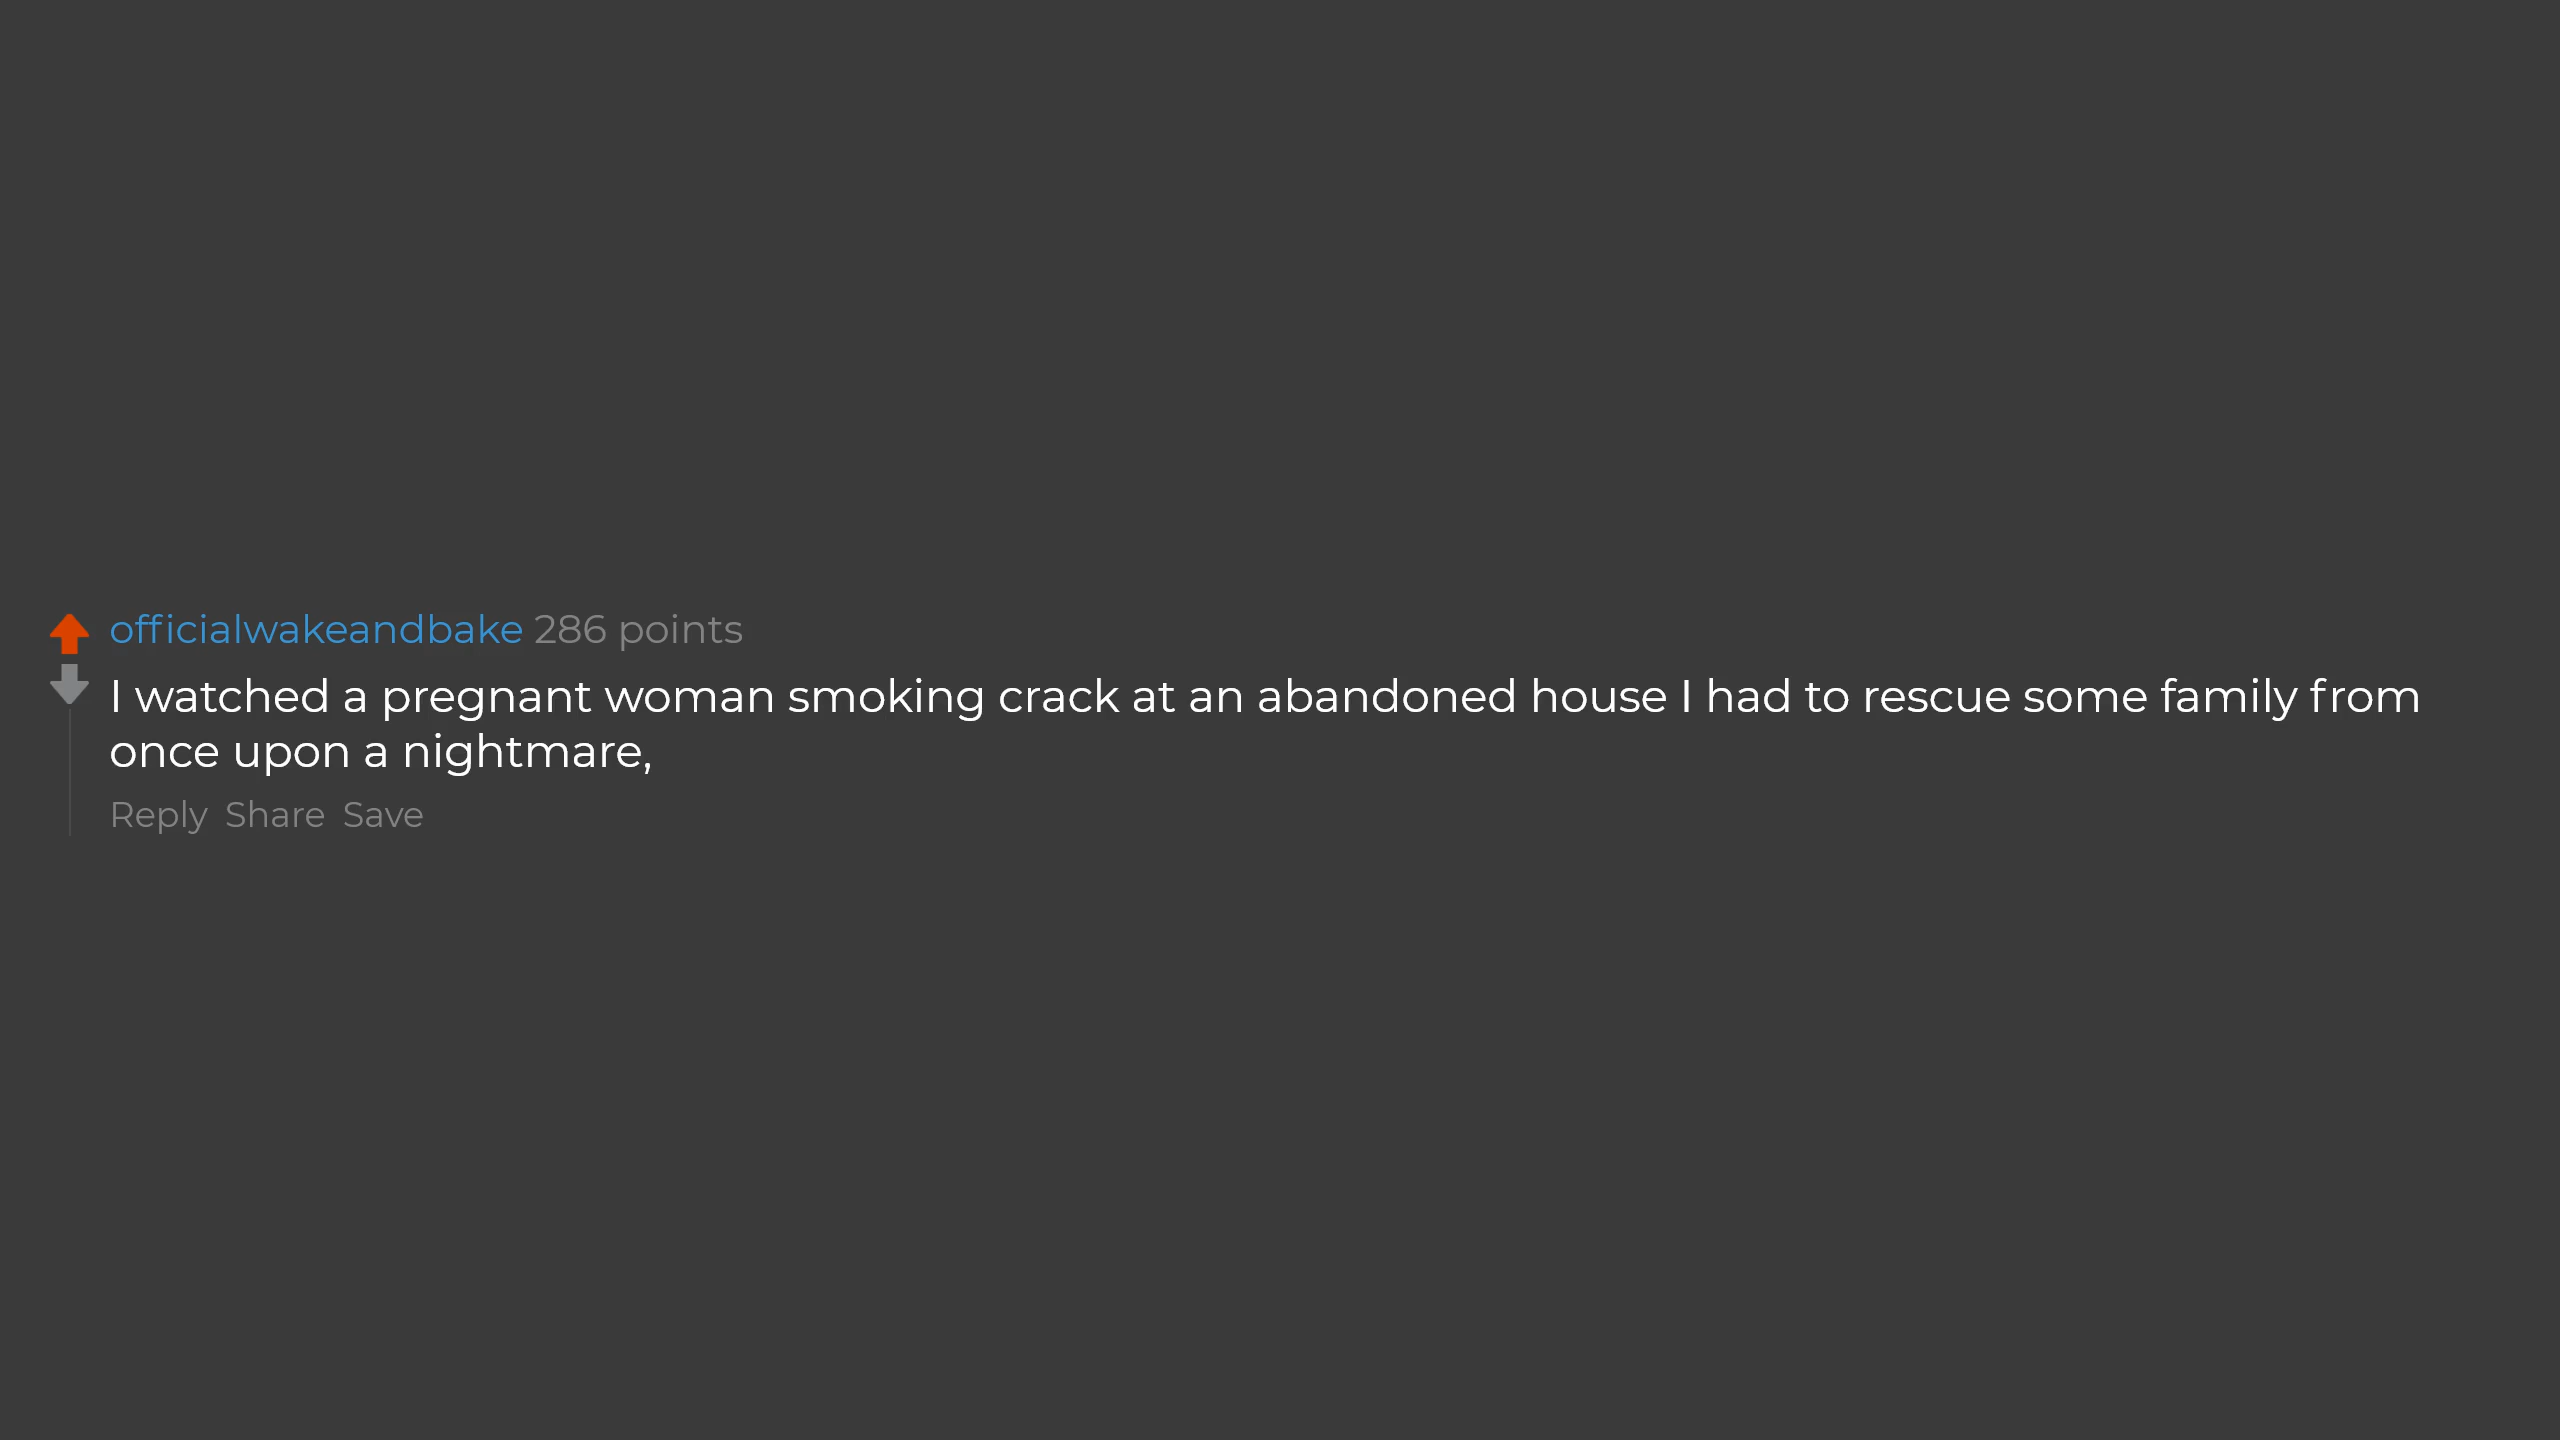 officialwakeandbake 286 points
I watched a pregnant woman smoking crack at an abandoned house I had to rescue some family from
once upon a nightmare,
Reply Share Save